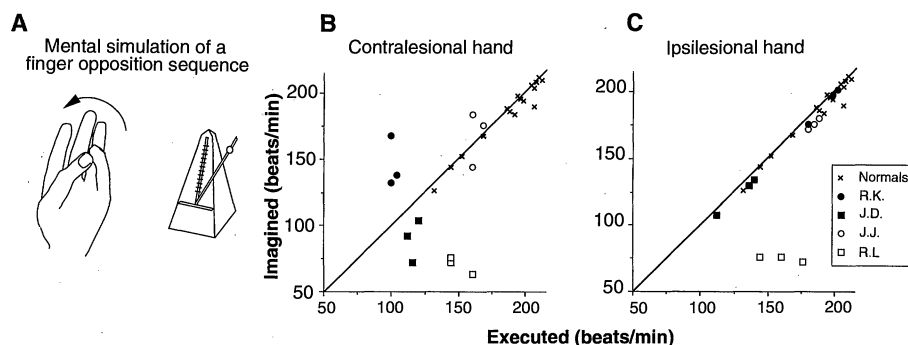 A
Mental simulation of a
finger opposition sequence
B
Contralesional hand
Imagined (beats/min)
200
150
100
50
50
100
150
200
C
Ipsilesional hand
200
150
100
50
50
100
150
200
Normals
R.K.
J.D.
J.J.
R.L
Executed (beats/min)